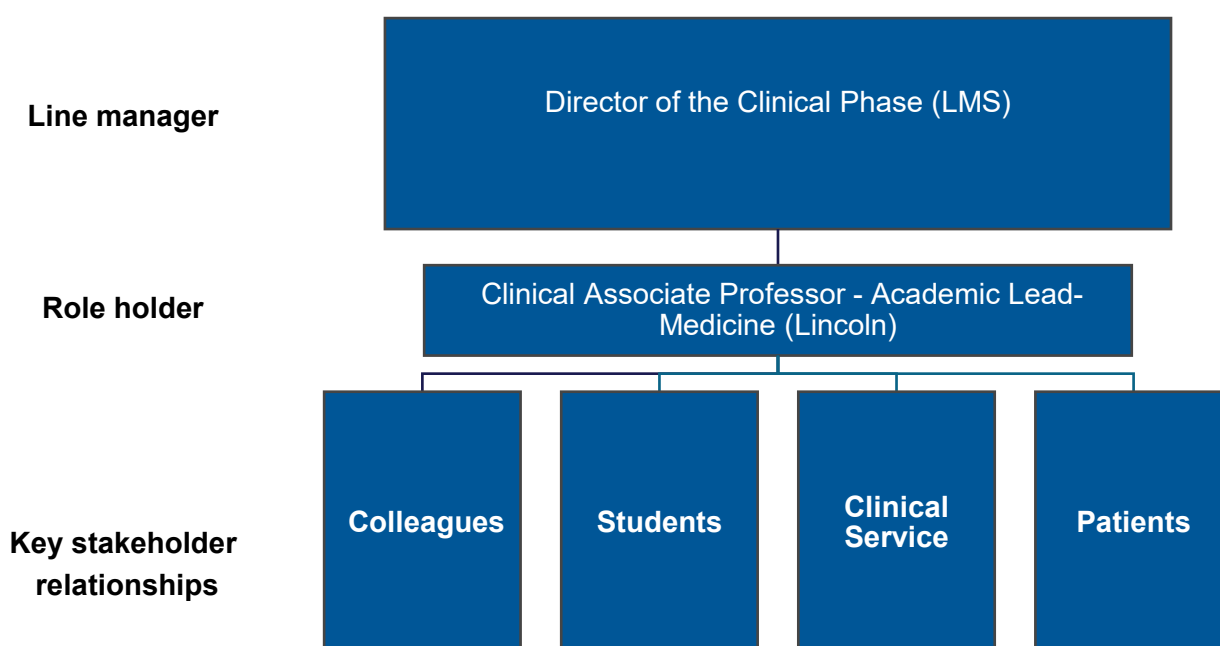 Line manager
Director of the Clinical Phase (LMS)
Role holder
Clinical Associate Professor - Academic Lead-
Medicine (Lincoln)
Key stakeholder
relationships
Colleagues
Students
Clinical
Service
Patients